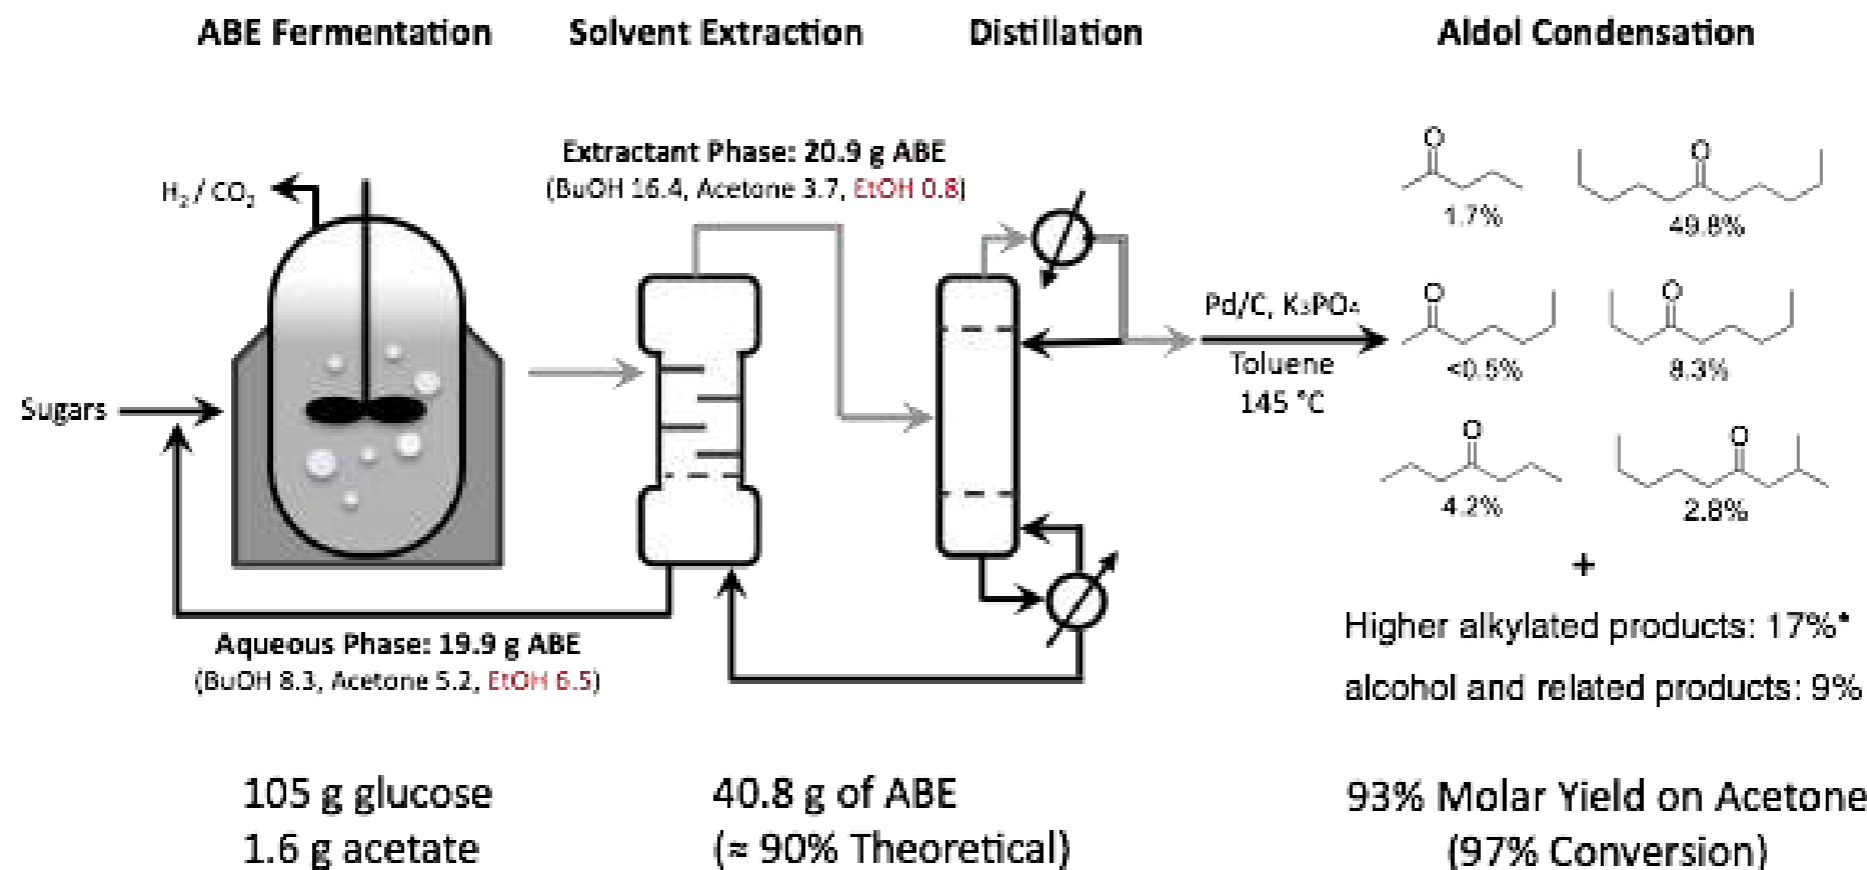 ABE Fermentation
Solvent Extraction
Distillation
Aldol Condensation
H₂ / CO₂
Extractant Phase: 20.9 g ABE
(BuOH 16.4, Acetone 3.7, EtOH 0.8)
Sugars
Aqueous Phase: 19.9 g ABE
(BuOH 8.3, Acetone 5.2, EtOH 6.5)
Pd/C, K₃PO₄
Toluene
145 °C
O
1.7%
O
49.8%
O
<0.5%
O
8.3%
O
4.2%
O
2.8%
+
Higher alkylated products: 17%*
alcohol and related products: 9%
105 g glucose
1.6 g acetate
40.8 g of ABE
(≈ 90% Theoretical)
93% Molar Yield on Acetone
(97% Conversion)